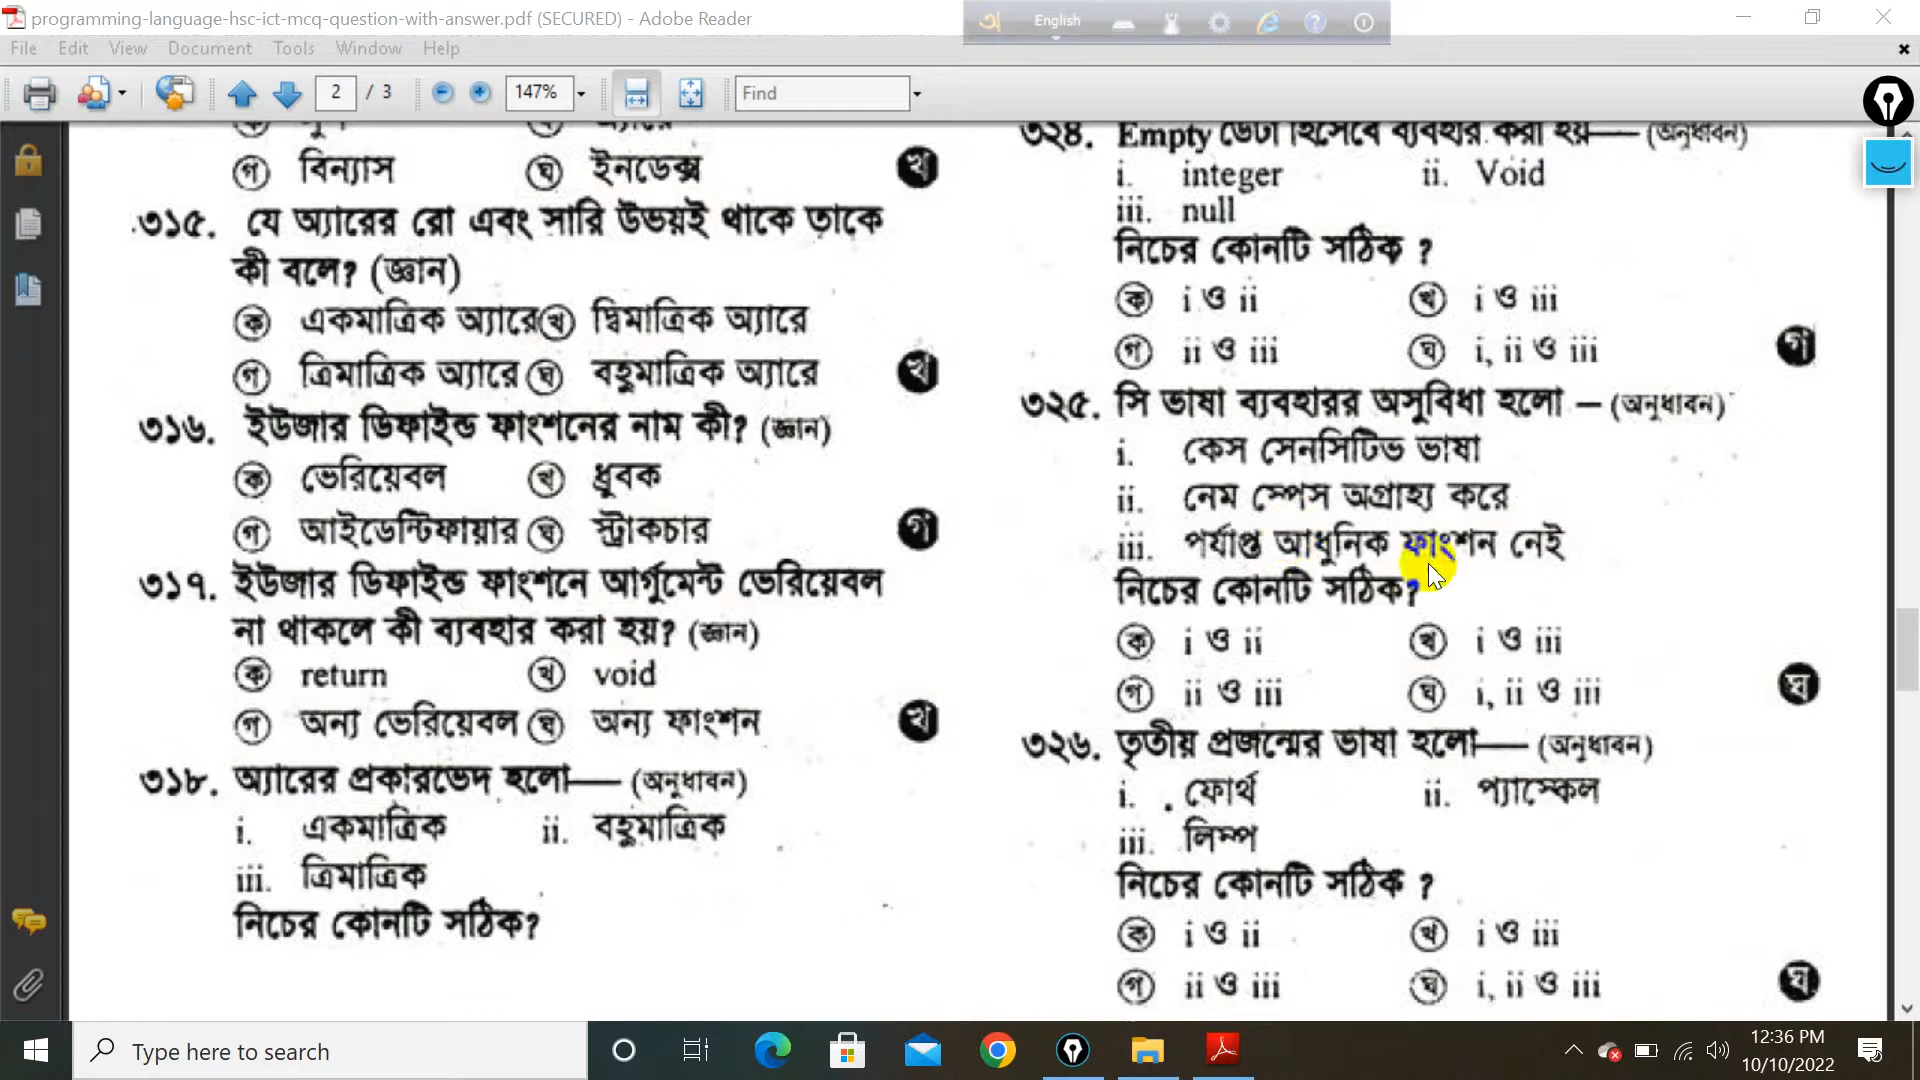 programming-language-hsc-ict-mcq-question-with-answer.pdf (SECURED) - Adobe Reader
অ English
File Edit View Document Tools Window Help
2 / 3 147% Find
গ বিন্যাস ঘ ইনডেক্স খ
৩১৫. যে অ্যারের রো এবং সারি উভয়ই থাকে তাকে
কী বলে? (জ্ঞান)
ক একমাত্রিক অ্যারে খ দ্বিমাত্রিক অ্যারে
গ ত্রিমাত্রিক অ্যারে ঘ বহুমাত্রিক অ্যারে খ
৩১৬. ইউজার ডিফাইন্ড ফাংশনের নাম কী? (জ্ঞান)
ক ভেরিয়েবল খ ধ্রুবক
গ আইডেন্টিফায়ার ঘ স্ট্রাকচার গ
৩১৭. ইউজার ডিফাইন্ড ফাংশনে আর্গুমেন্ট ভেরিয়েবল
না থাকলে কী ব্যবহার করা হয়? (জ্ঞান)
ক return খ void
গ অন্য ভেরিয়েবল ঘ অন্য ফাংশন খ
৩১৮. অ্যারের প্রকারভেদ হলো— (অনুধাবন)
i. একমাত্রিক ii. বহুমাত্রিক
iii. ত্রিমাত্রিক
নিচের কোনটি সঠিক?
৩২৪. Empty ডেটা হিসেবে ব্যবহার করা হয়— (অনুধাবন)
i. integer ii. Void
iii. null
নিচের কোনটি সঠিক ?
ক i ও ii খ i ও iii
গ ii ও iii ঘ i, ii ও iii গ
৩২৫. সি ভাষা ব্যবহারর অসুবিধা হলো – (অনুধাবন)
i. কেস সেনসিটিভ ভাষা
ii. নেম স্পেস অগ্রাহ্য করে
iii. পর্যাপ্ত আধুনিক ফাংশন নেই
নিচের কোনটি সঠিক?
ক i ও ii খ i ও iii
গ ii ও iii ঘ i, ii ও iii ঘ
৩২৬. তৃতীয় প্রজন্মের ভাষা হলো— (অনুধাবন)
i. ফোর্থ ii. প্যাস্কেল
iii. লিম্প
নিচের কোনটি সঠিক ?
ক i ও ii খ i ও iii
গ ii ও iii ঘ i, ii ও iii ঘ
Type here to search
12:36 PM
10/10/2022